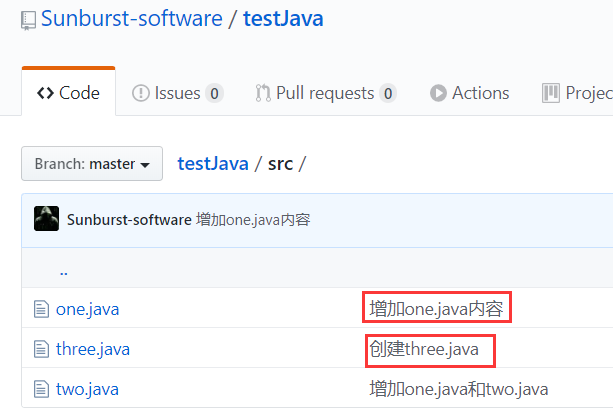 Sunburst-software / testJava
Code Issues 0 Pull requests 0 Actions Projec
Branch: master testJava / src /
Sunburst-software 增加one.java内容
..
one.java 增加one.java内容
three.java 创建three.java
two.java 增加one.java和two.java